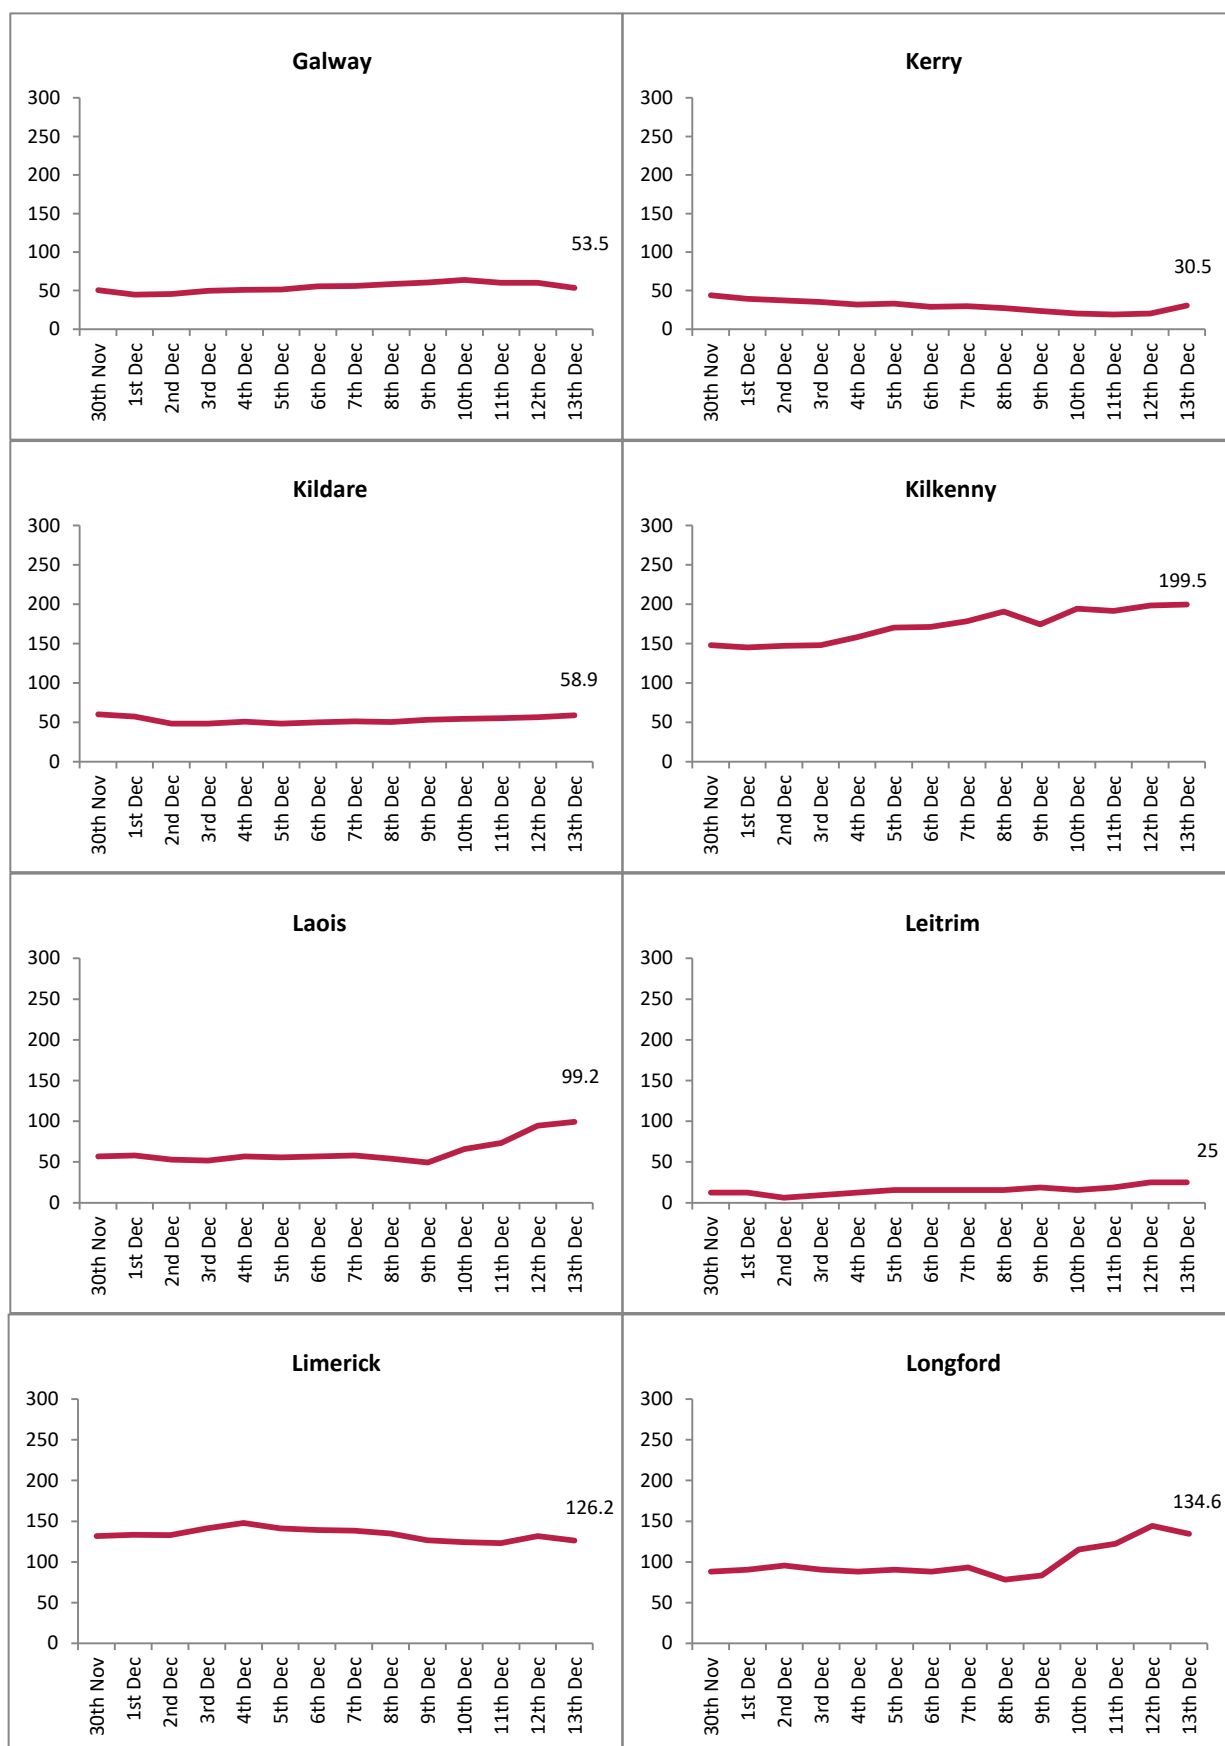 Galway
300
250
200
150
100
50
0
53.5
30th Nov
1st Dec
2nd Dec
3rd Dec
4th Dec
5th Dec
6th Dec
7th Dec
8th Dec
9th Dec
10th Dec
11th Dec
12th Dec
13th Dec
Kerry
300
250
200
150
100
50
0
30.5
30th Nov
1st Dec
2nd Dec
3rd Dec
4th Dec
5th Dec
6th Dec
7th Dec
8th Dec
9th Dec
10th Dec
11th Dec
12th Dec
13th Dec
Kildare
300
250
200
150
100
50
0
58.9
30th Nov
1st Dec
2nd Dec
3rd Dec
4th Dec
5th Dec
6th Dec
7th Dec
8th Dec
9th Dec
10th Dec
11th Dec
12th Dec
13th Dec
Kilkenny
300
250
200
150
100
50
0
199.5
30th Nov
1st Dec
2nd Dec
3rd Dec
4th Dec
5th Dec
6th Dec
7th Dec
8th Dec
9th Dec
10th Dec
11th Dec
12th Dec
13th Dec
Laois
300
250
200
150
100
50
0
99.2
30th Nov
1st Dec
2nd Dec
3rd Dec
4th Dec
5th Dec
6th Dec
7th Dec
8th Dec
9th Dec
10th Dec
11th Dec
12th Dec
13th Dec
Leitrim
300
250
200
150
100
50
0
25
30th Nov
1st Dec
2nd Dec
3rd Dec
4th Dec
5th Dec
6th Dec
7th Dec
8th Dec
9th Dec
10th Dec
11th Dec
12th Dec
13th Dec
Limerick
300
250
200
150
100
50
0
126.2
30th Nov
1st Dec
2nd Dec
3rd Dec
4th Dec
5th Dec
6th Dec
7th Dec
8th Dec
9th Dec
10th Dec
11th Dec
12th Dec
13th Dec
Longford
300
250
200
150
100
50
0
134.6
30th Nov
1st Dec
2nd Dec
3rd Dec
4th Dec
5th Dec
6th Dec
7th Dec
8th Dec
9th Dec
10th Dec
11th Dec
12th Dec
13th Dec